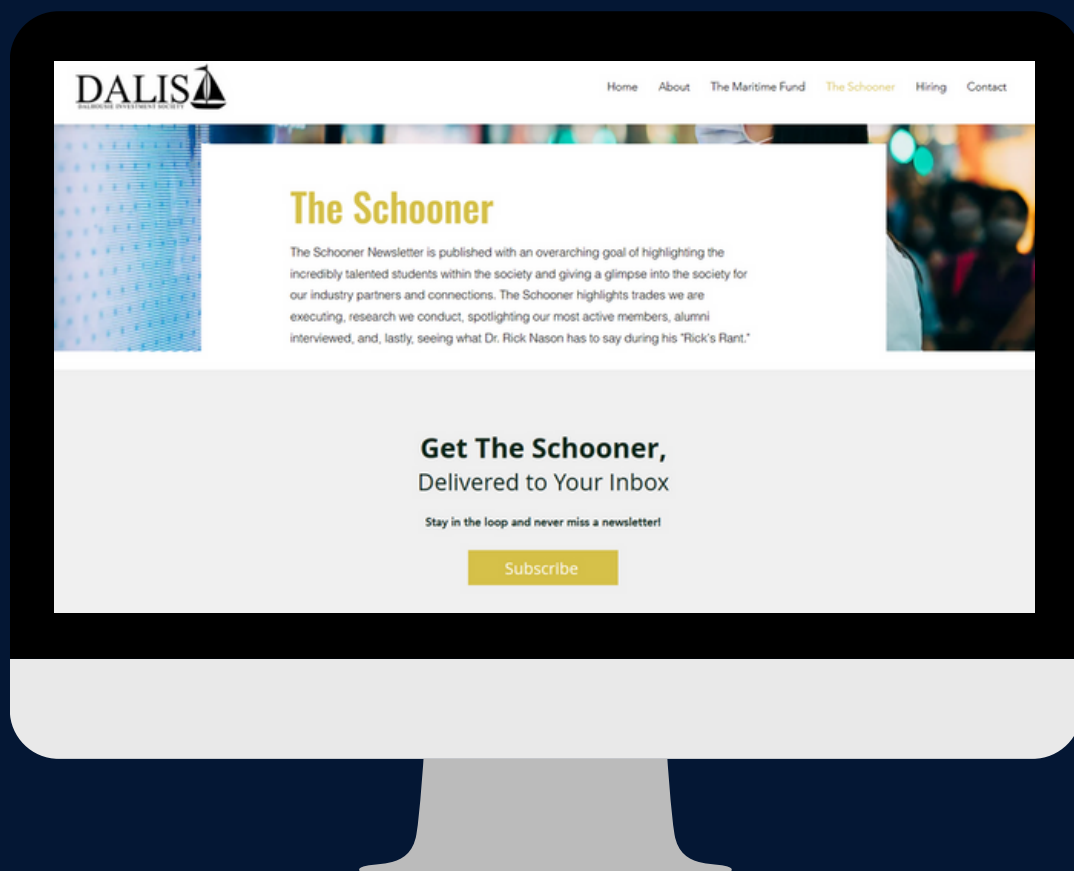 DALIS
DALHOUSIE INVESTMENT SOCIETY
Home About The Maritime Fund The Schooner Hiring Contact
The Schooner
The Schooner Newsletter is published with an overarching goal of highlighting the
incredibly talented students within the society and giving a glimpse into the society for
our industry partners and connections. The Schooner highlights trades we are
executing, research we conduct, spotlighting our most active members, alumni
interviewed, and, lastly, seeing what Dr. Rick Nason has to say during his "Rick's Rant."
Get The Schooner,
Delivered to Your Inbox
Stay in the loop and never miss a newsletter!
Subscribe